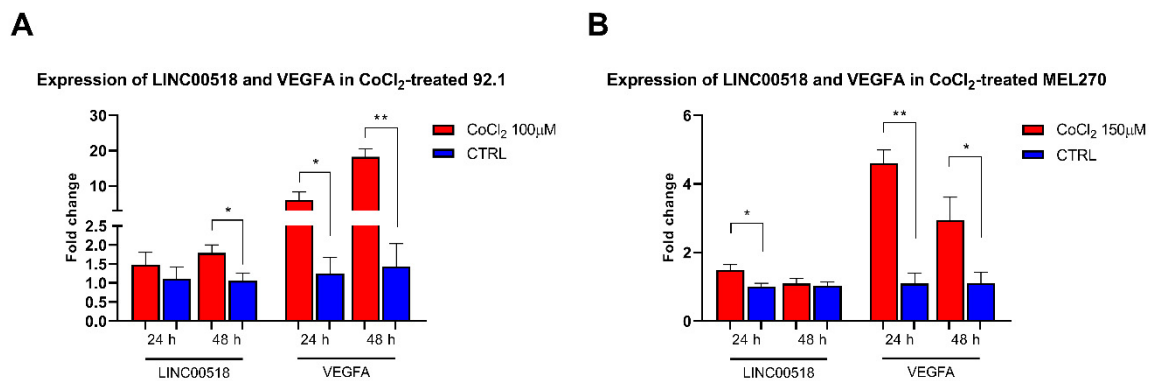 A
Expression of LINC00518 and VEGFA in CoCl₂-treated 92.1
Fold change
30
20
10
2.5
2.0
1.5
1.0
0.5
0.0
*
*
**
CoCl₂ 100µM
CTRL
24 h 48 h 24 h 48 h
LINC00518 VEGFA
B
Expression of LINC00518 and VEGFA in CoCl₂-treated MEL270
Fold change
6
4
2
0
*
**
*
CoCl₂ 150µM
CTRL
24 h 48 h 24 h 48 h
LINC00518 VEGFA